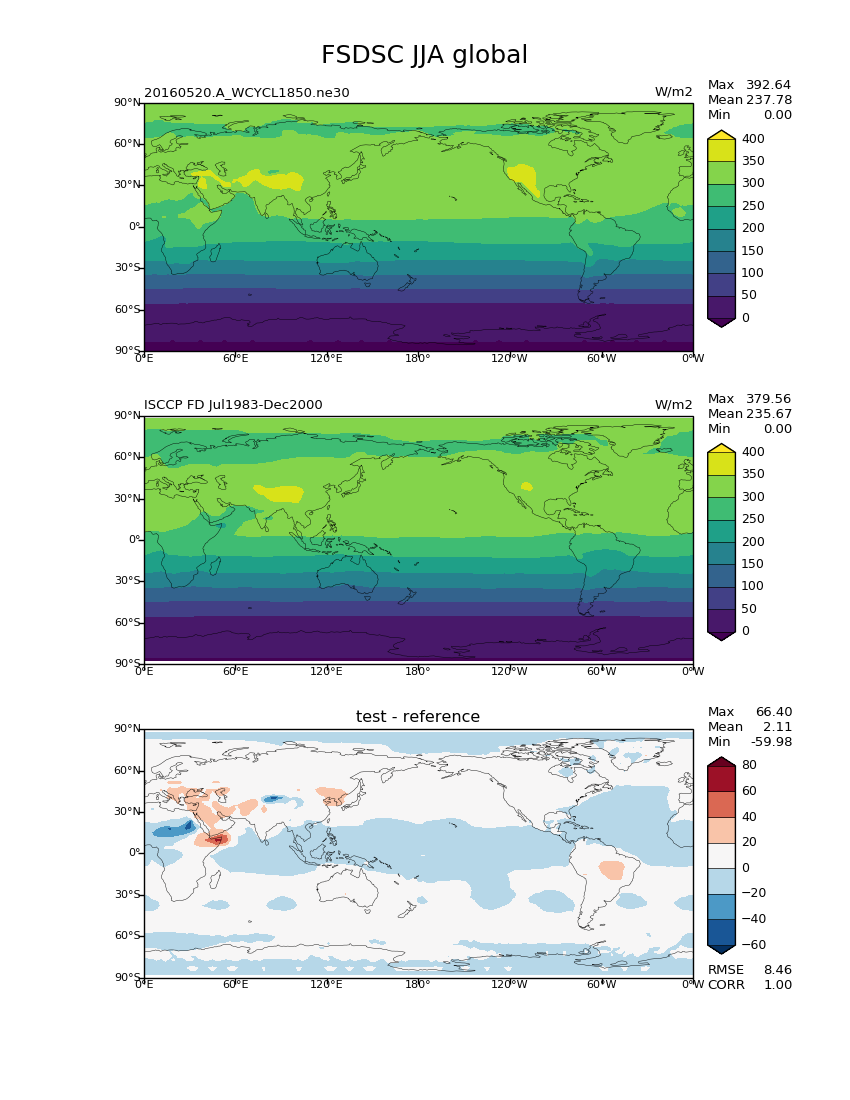 FSDSC JJA global
20160520.A_WCYCL1850.ne30
W/m2
Max 392.64
Mean 237.78
Min 0.00
90°N
60°N
30°N
0°
30°S
60°S
90°S
0°E 60°E 120°E 180° 120°W 60°W 0°W
400
350
300
250
200
150
100
50
0
ISCCP FD Jul1983-Dec2000
W/m2
Max 379.56
Mean 235.67
Min 0.00
90°N
60°N
30°N
0°
30°S
60°S
90°S
0°E 60°E 120°E 180° 120°W 60°W 0°W
400
350
300
250
200
150
100
50
0
test - reference
Max 66.40
Mean 2.11
Min -59.98
90°N
60°N
30°N
0°
30°S
60°S
90°S
0°E 60°E 120°E 180° 120°W 60°W 0°W
80
60
40
20
0
−20
−40
−60
RMSE 8.46
CORR 1.00